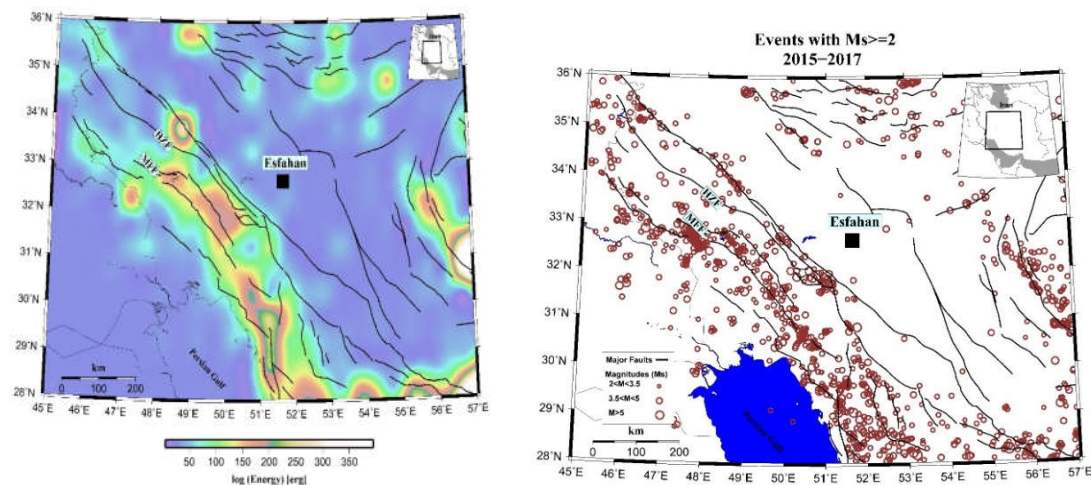 36˚N
35˚N
34˚N
33˚N
32˚N
31˚N
30˚N
29˚N
28˚N
Iran
HZF
MFF
Esfahan
Persian Gulf
km
0 100 200
45˚E 46˚E 47˚E 48˚E 49˚E 50˚E 51˚E 52˚E 53˚E 54˚E 55˚E 56˚E 57˚E
50 100 150 200 250 300 350
log (Energy) [erg]
Events with Ms>=2
2015−2017
36˚N
35˚N
34˚N
33˚N
32˚N
31˚N
30˚N
29˚N
28˚N
Iran
HZF
MFF
Esfahan
Major Faults
Magnitudes (Ms)
2<M<3.5
3.5<M<5
M>5
km
0 100 200
Persian Gulf
45˚E 46˚E 47˚E 48˚E 49˚E 50˚E 51˚E 52˚E 53˚E 54˚E 55˚E 56˚E 57˚E